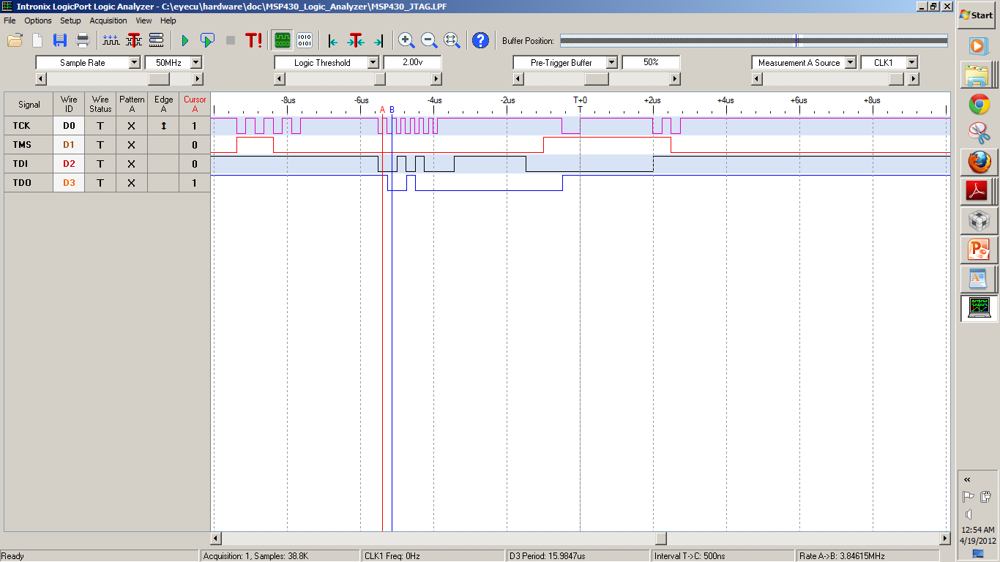 Intronix LogicPort Logic Analyzer - C:\eyecu\hardware\doc\MSP430_Logic_Analyzer\MSP430_JTAG.LPF
Start
File Options Setup Acquisition View Help
T! 0101 0101 Buffer Position:
Sample Rate 50MHz Logic Threshold 2.00v Pre-Trigger Buffer 50% Measurement A Source CLK1
Signal Wire ID Wire Status Pattern A Edge A Cursor A
-8us -6us -4us -2us T+0 +2us +4us +6us +8us
A B T
TCK D0 T X 1
TMS D1 T X 0
TDI D2 T X 0
TDO D3 T X 1
12:54 AM
4/19/2012
Ready Acquisition: 1, Samples: 38.8K CLK1 Freq: 0Hz D3 Period: 15.9847us Interval T->C: 500ns Rate A->B: 3.84615MHz